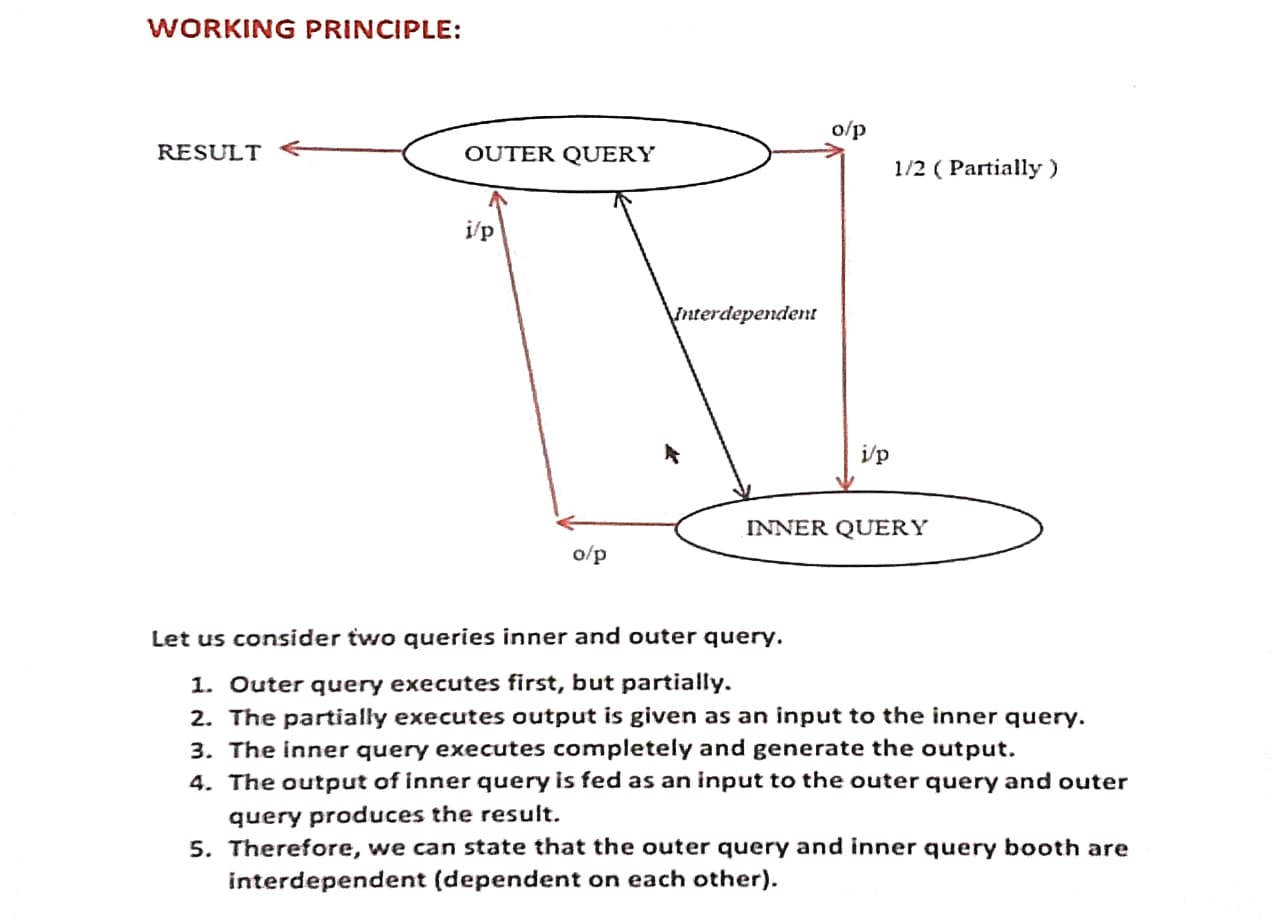 WORKING PRINCIPLE:
o/p
RESULT
OUTER QUERY
1/2 ( Partially )
i/p
Interdependent
i/p
INNER QUERY
o/p
Let us consider two queries inner and outer query.
1. Outer query executes first, but partially.
2. The partially executes output is given as an input to the inner query.
3. The inner query executes completely and generate the output.
4. The output of inner query is fed as an input to the outer query and outer
query produces the result.
5. Therefore, we can state that the outer query and inner query booth are
interdependent (dependent on each other).